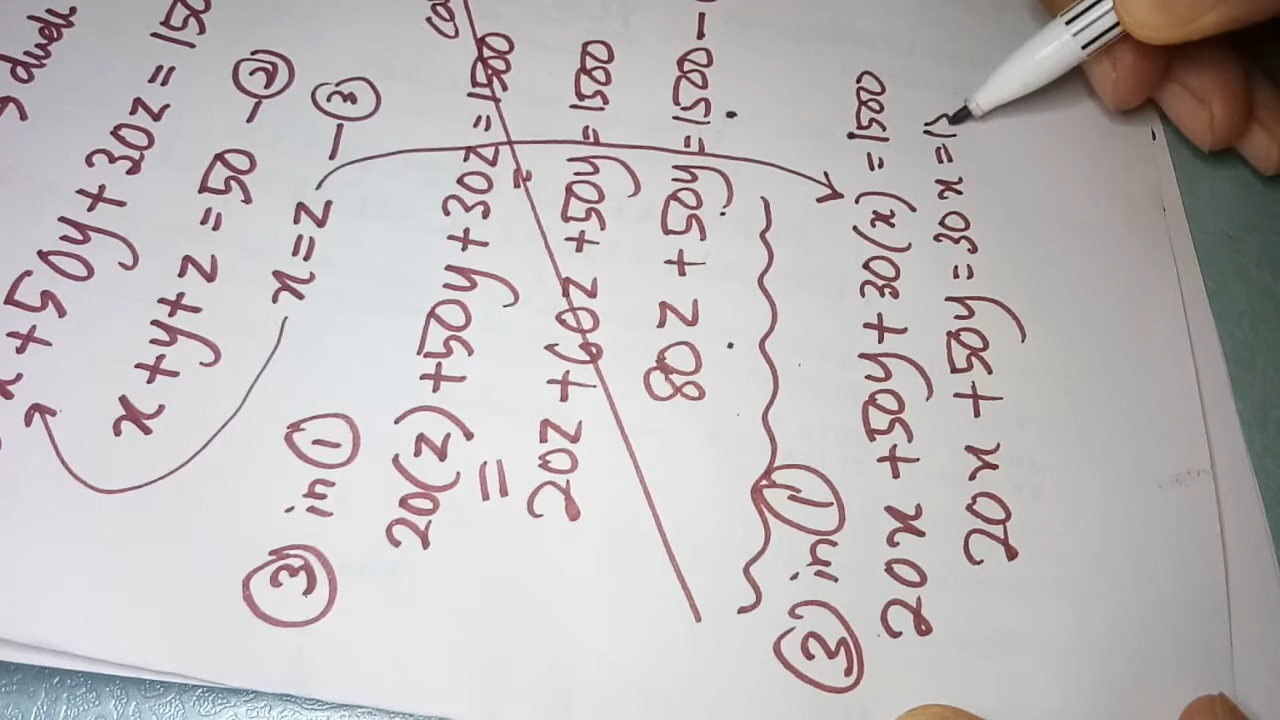 duck
x + 50y + 30z = 150
x + y + z = 50 - ②
x = z - ③
③ in ①
20(z) + 50y + 30z = 1500
20z + 60z + 50y = 1500
80z + 50y = 1500 -
③ in ①
20x + 50y + 30(x) = 1500
20x + 50y = 30x = 1